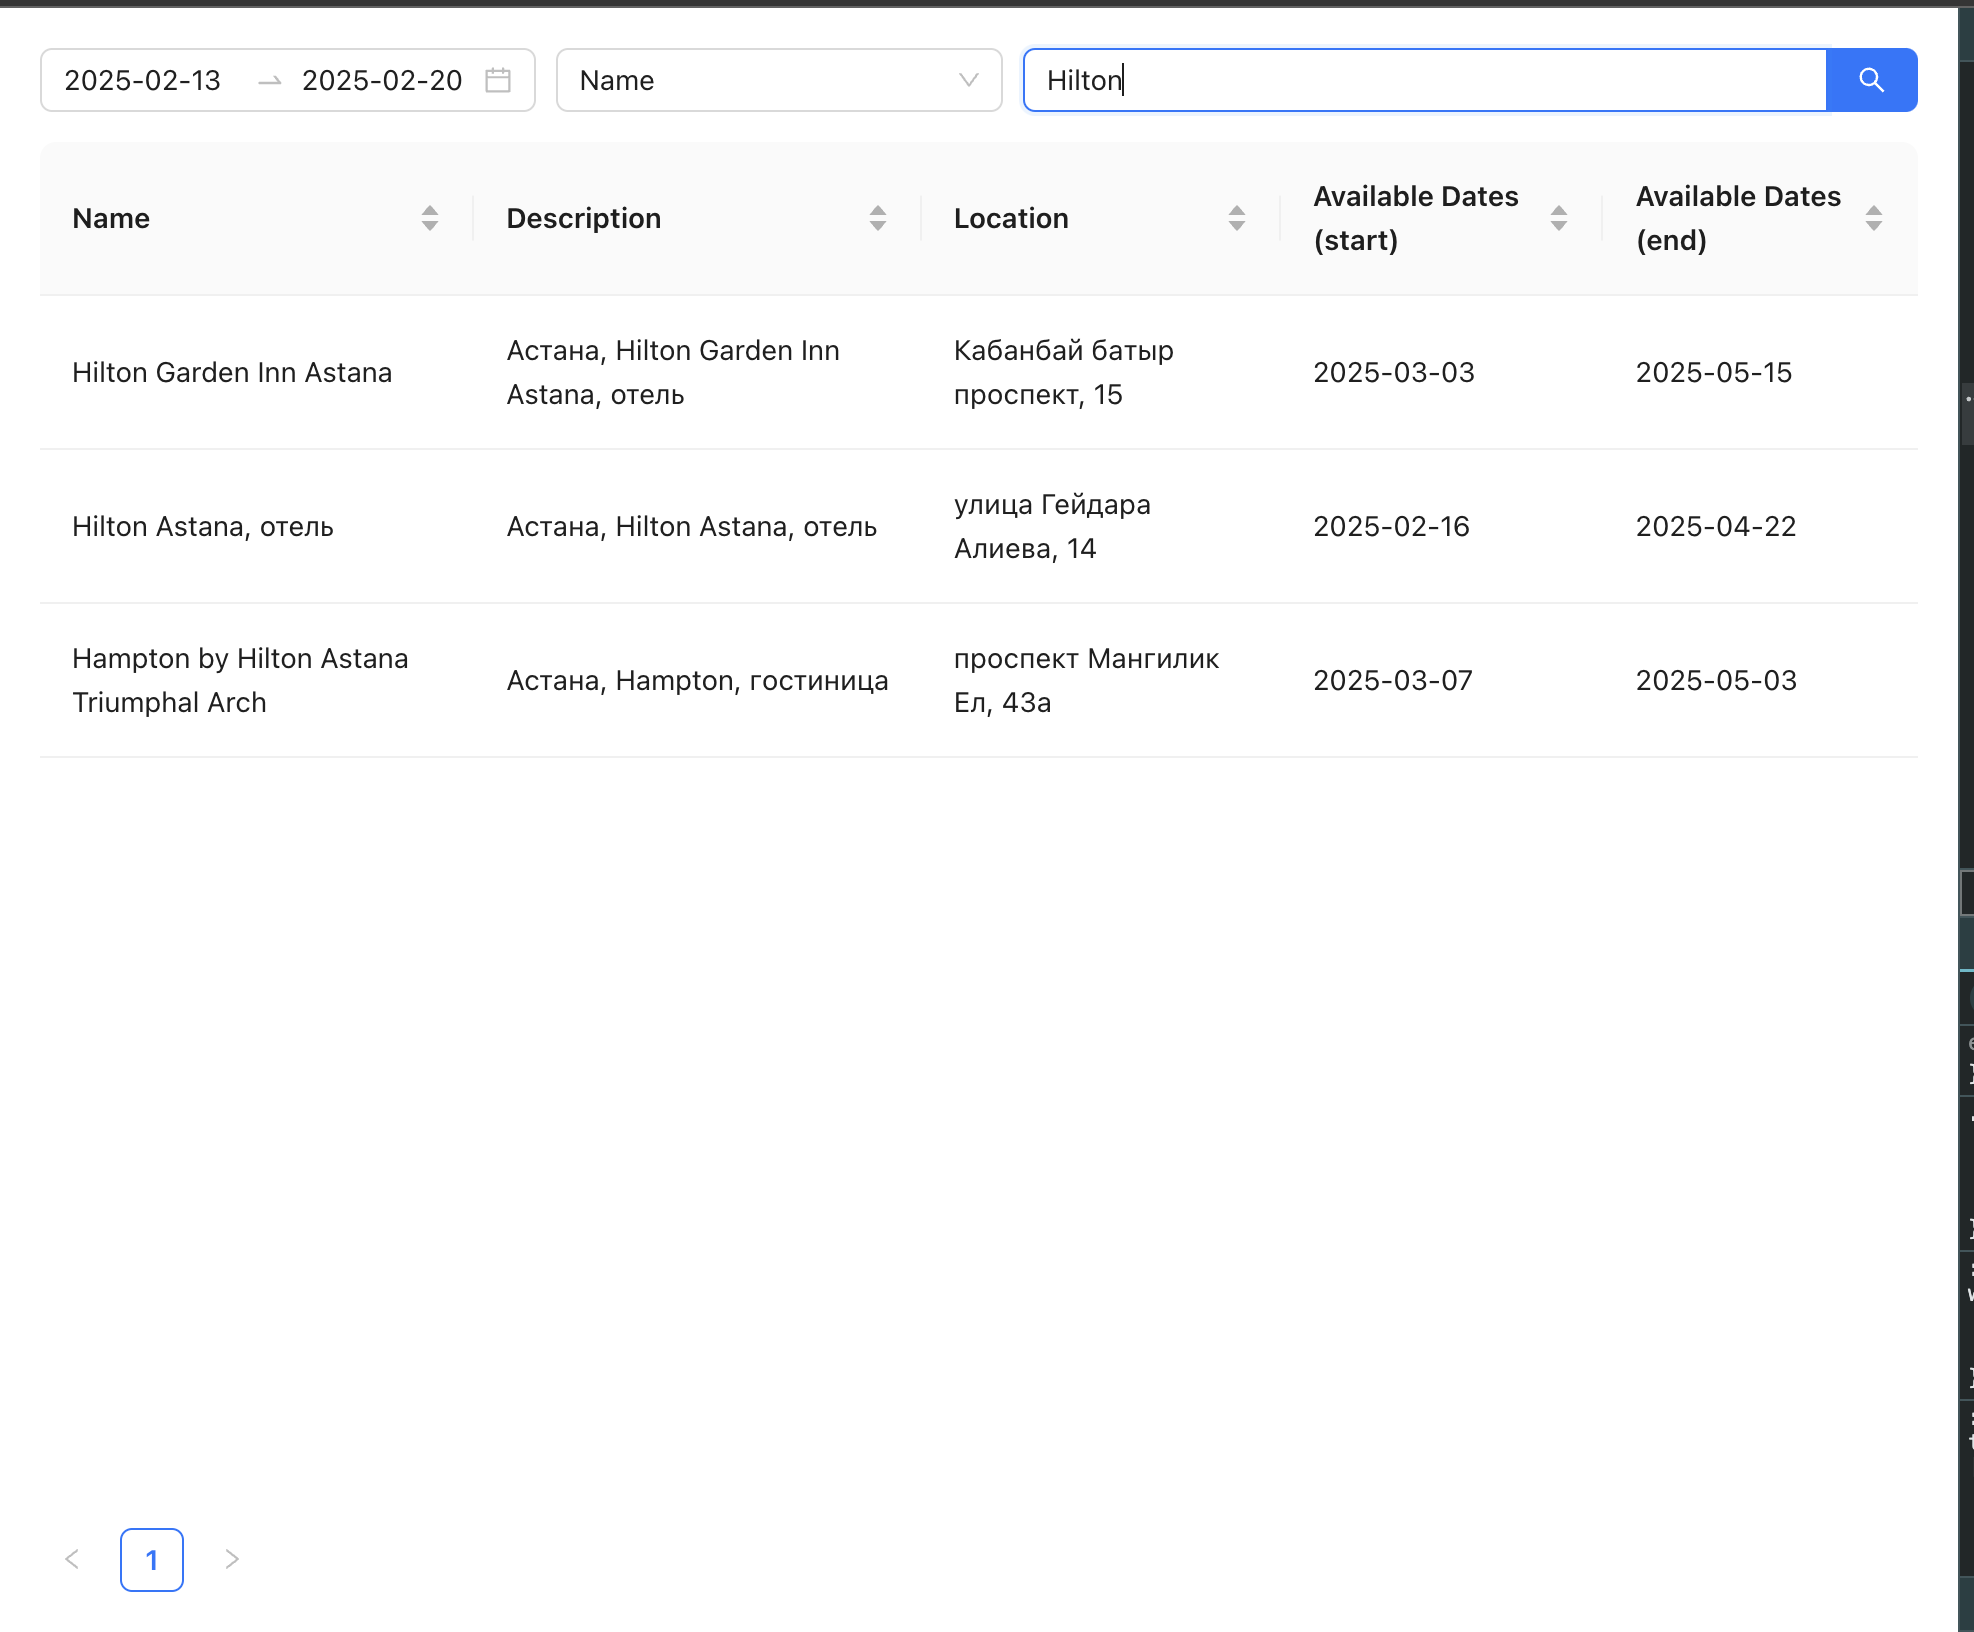 2025-02-13 → 2025-02-20
Name
Hilton
Name
Description
Location
Available Dates
(start)
Available Dates
(end)
Hilton Garden Inn Astana
Астана, Hilton Garden Inn
Astana, отель
Кабанбай батыр
проспект, 15
2025-03-03
2025-05-15
Hilton Astana, отель
Астана, Hilton Astana, отель
улица Гейдара
Алиева, 14
2025-02-16
2025-04-22
Hampton by Hilton Astana
Triumphal Arch
Астана, Hampton, гостиница
проспект Мангилик
Ел, 43а
2025-03-07
2025-05-03
1